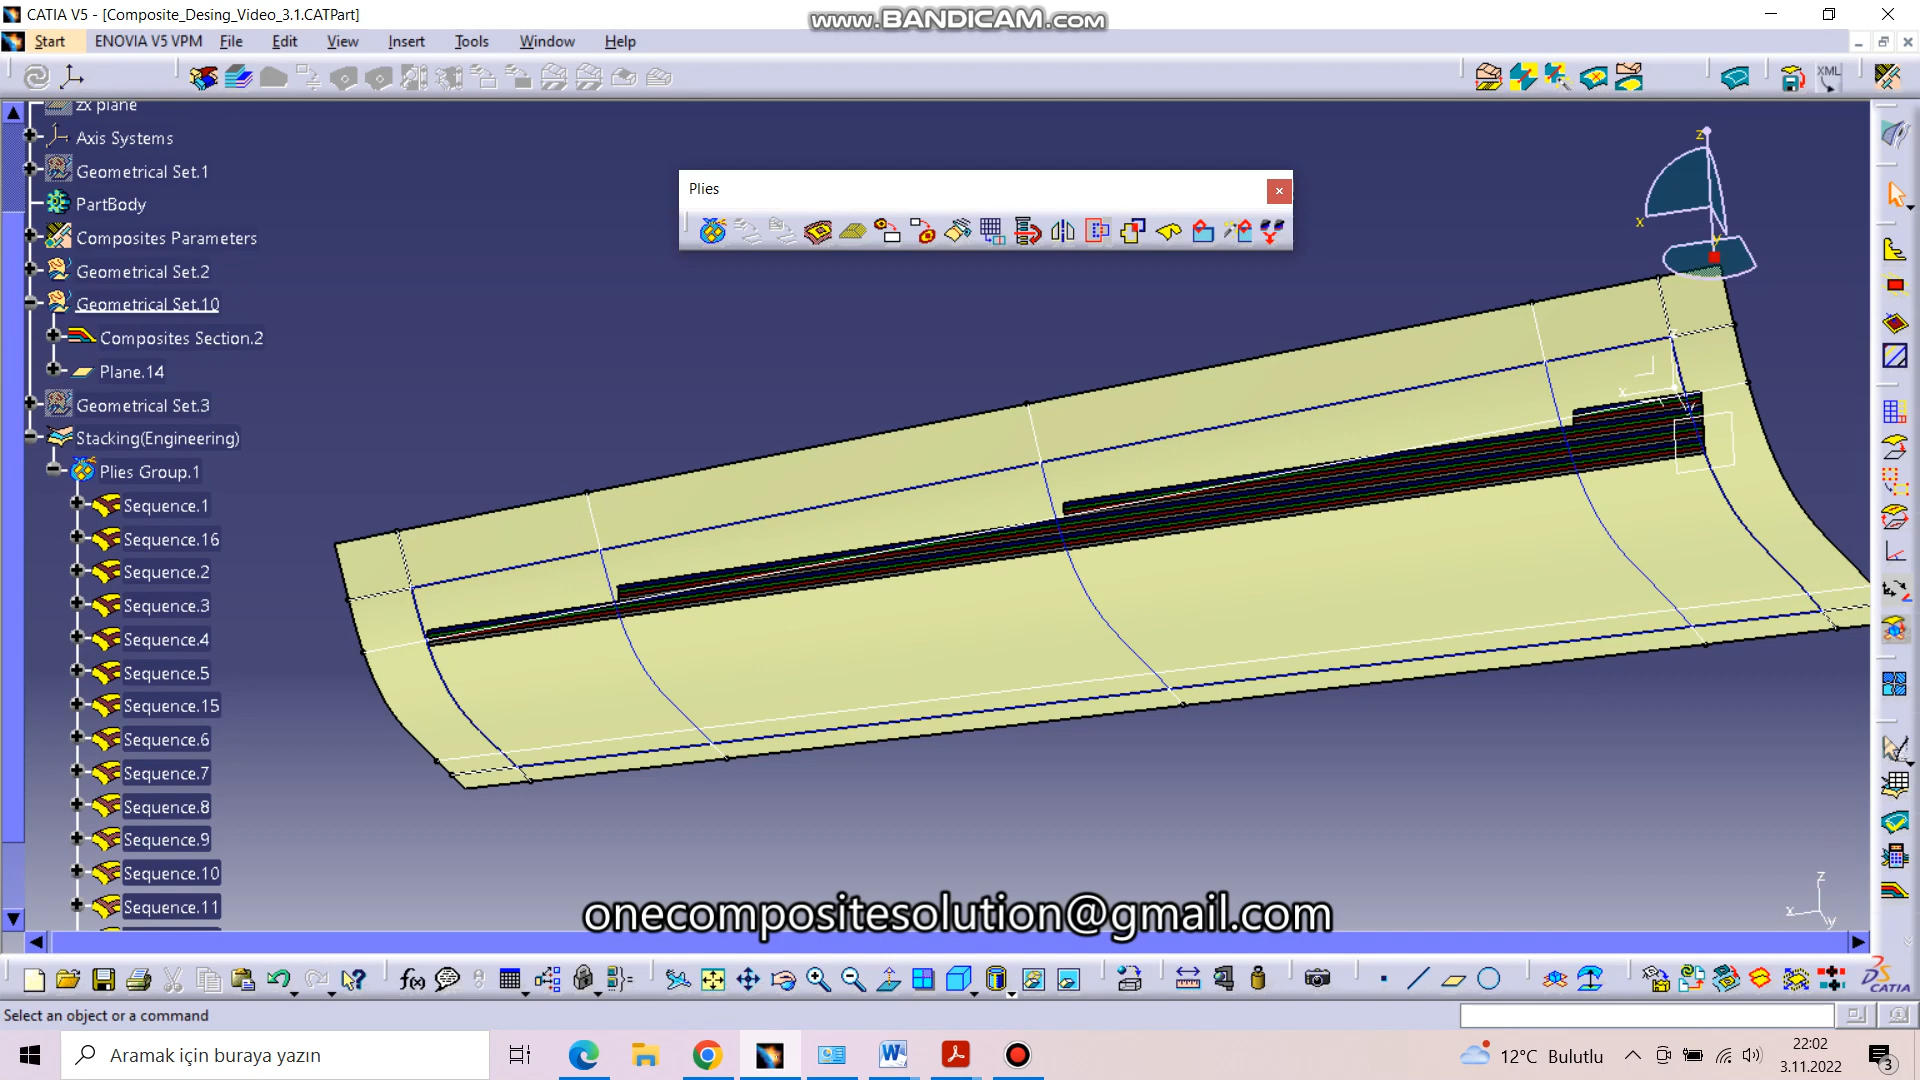 CATIA V5 - [Composite_Desing_Video_3.1.CATPart]
www.BANDICAM.com
Start
ENOVIA V5 VPM
File
Edit
View
Insert
Tools
Window
Help
XML
zx plane
Axis Systems
Geometrical Set.1
PartBody
Composites Parameters
Geometrical Set.2
Geometrical Set.10
Composites Section.2
Plane.14
Geometrical Set.3
Stacking(Engineering)
Plies Group.1
Sequence.1
Sequence.16
Sequence.2
Sequence.3
Sequence.4
Sequence.5
Sequence.15
Sequence.6
Sequence.7
Sequence.8
Sequence.9
Sequence.10
Sequence.11
Plies
z
x
y
x
z
x
y
onecompositesolution@gmail.com
f(x)
CATIA
Select an object or a command
Aramak için buraya yazın
12°C Bulutlu
22:02
3.11.2022
3